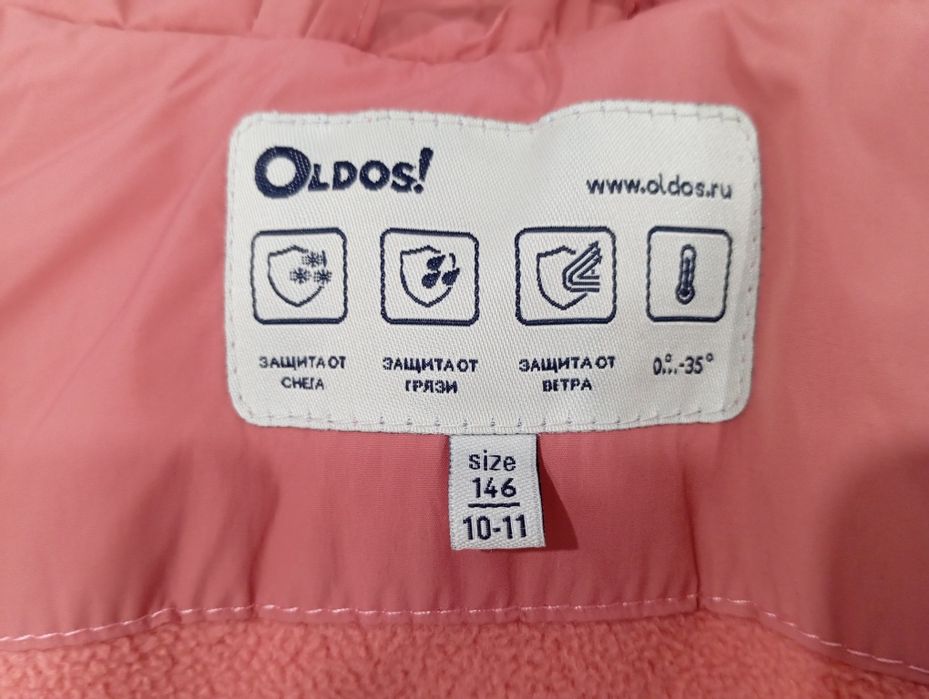 OLDOS!
www.oldos.ru
ЗАЩИТА ОТ
СНЕГА
ЗАЩИТА ОТ
ГРЯЗИ
ЗАЩИТА ОТ
ВЕТРА
0°...-35°
size
146
10-11